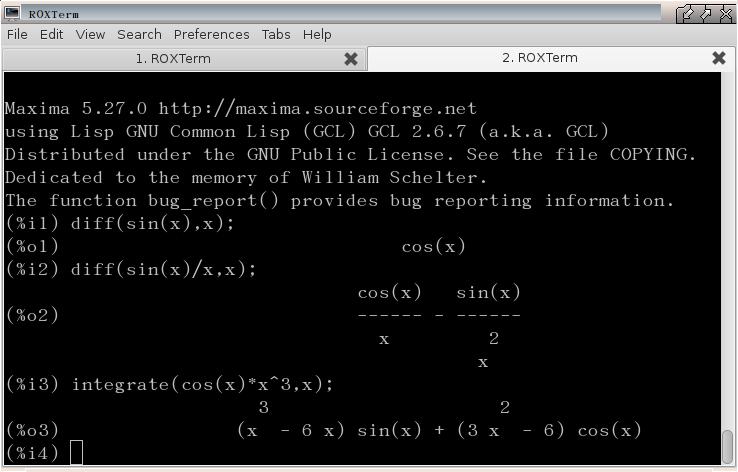 ROXTerm
File Edit View Search Preferences Tabs Help
1. ROXTerm 2. ROXTerm
Maxima 5.27.0 http://maxima.sourceforge.net
using Lisp GNU Common Lisp (GCL) GCL 2.6.7 (a.k.a. GCL)
Distributed under the GNU Public License. See the file COPYING.
Dedicated to the memory of William Schelter.
The function bug_report() provides bug reporting information.
(%i1) diff(sin(x),x);
(%o1)                               cos(x)
(%i2) diff(sin(x)/x,x);
                                cos(x)   sin(x)
(%o2)                           ------ - ------
                                  x         2
                                           x
(%i3) integrate(cos(x)*x^3,x);
                       3                     2
(%o3)                (x  - 6 x) sin(x) + (3 x  - 6) cos(x)
(%i4)